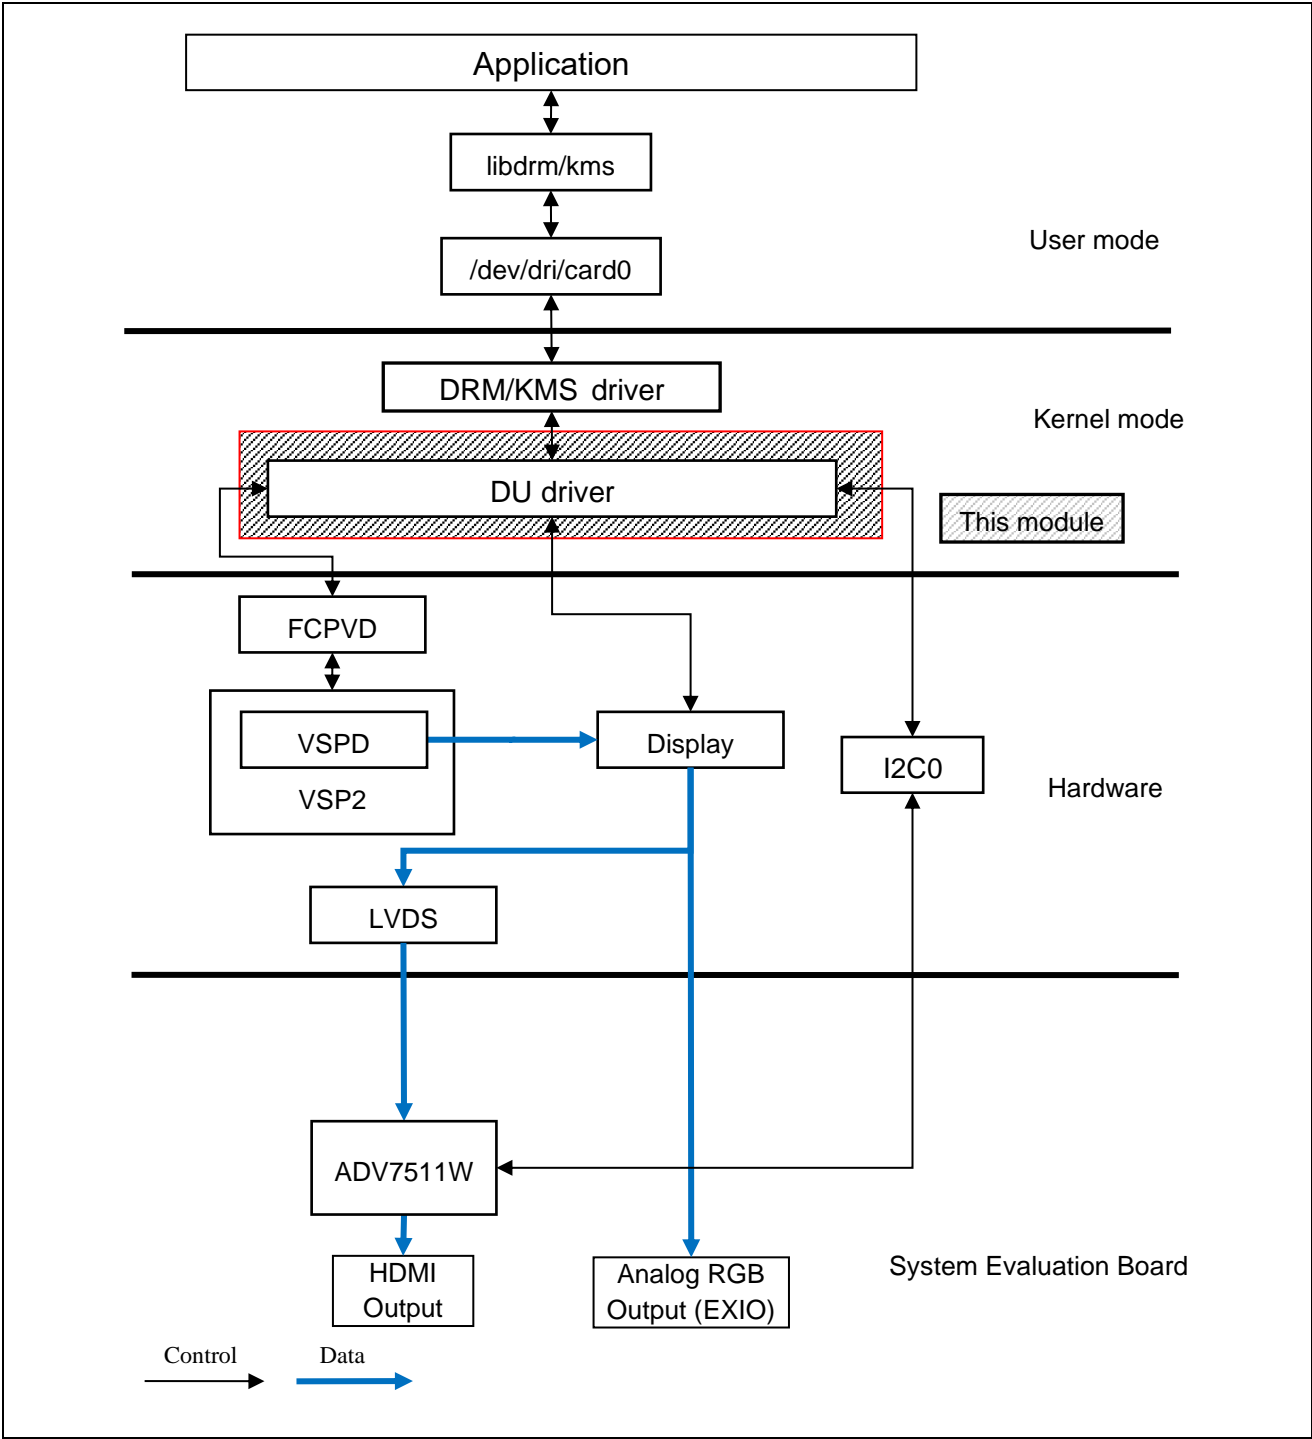 Application
libdrm/kms
User mode
/dev/dri/card0
DRM/KMS driver
Kernel mode
DU driver
This module
FCPVD
VSPD
Display
I2C0
VSP2
Hardware
LVDS
ADV7511W
System Evaluation Board
HDMI
Output
Analog RGB
Output (EXIO)
Control
Data